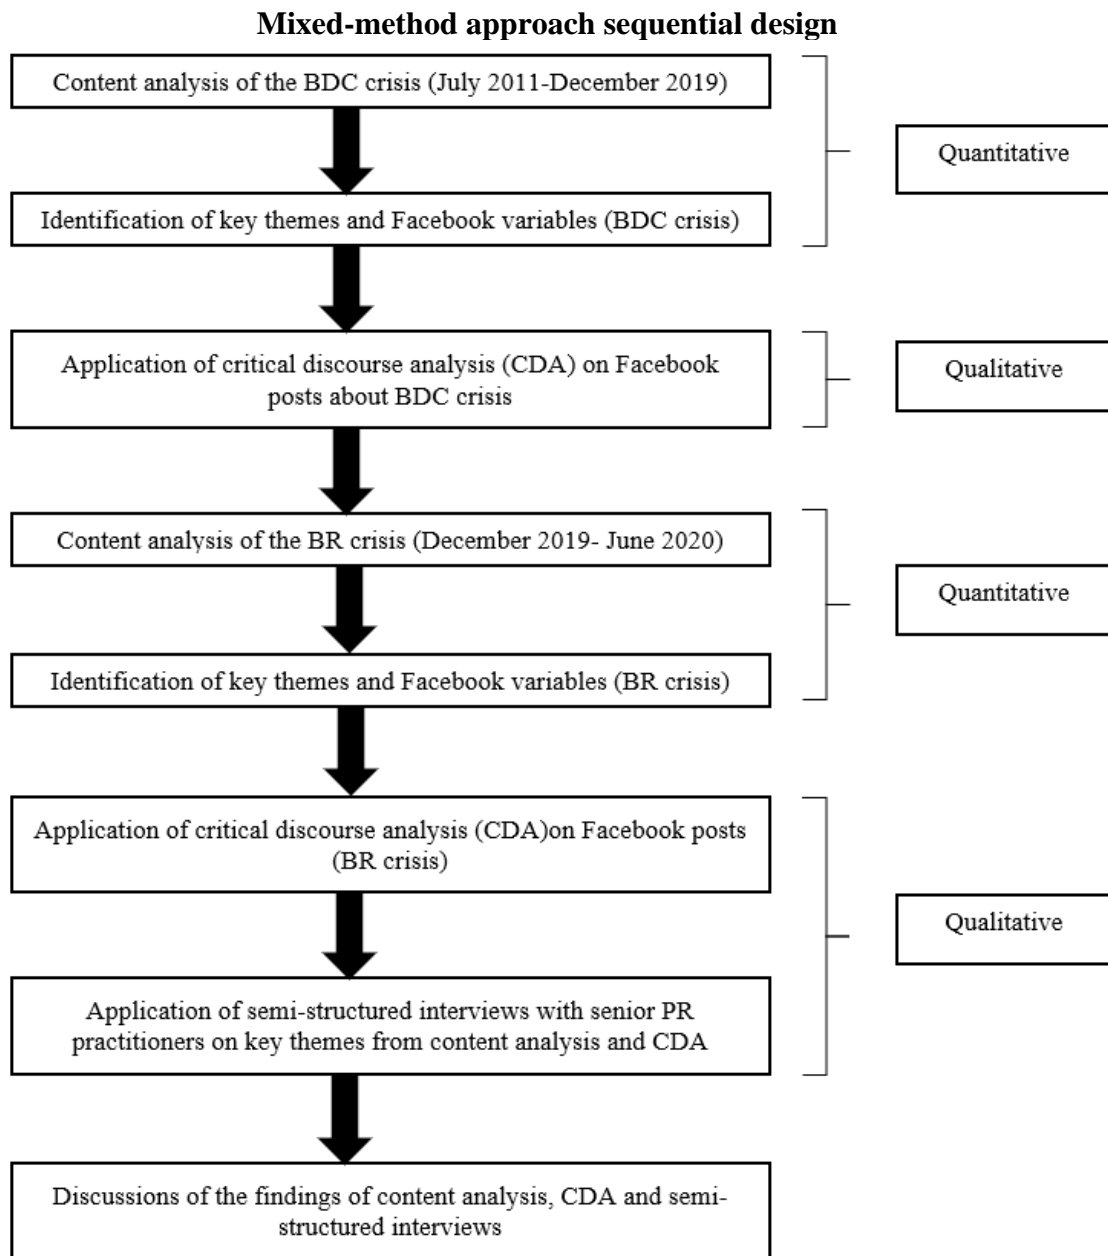 Mixed-method approach sequential design
Content analysis of the BDC crisis (July 2011-December 2019)
Quantitative
Identification of key themes and Facebook variables (BDC crisis)
Application of critical discourse analysis (CDA) on Facebook
posts about BDC crisis
Qualitative
Content analysis of the BR crisis (December 2019- June 2020)
Quantitative
Identification of key themes and Facebook variables (BR crisis)
Application of critical discourse analysis (CDA)on Facebook posts
(BR crisis)
Qualitative
Application of semi-structured interviews with senior PR
practitioners on key themes from content analysis and CDA
Discussions of the findings of content analysis, CDA and semi-
structured interviews